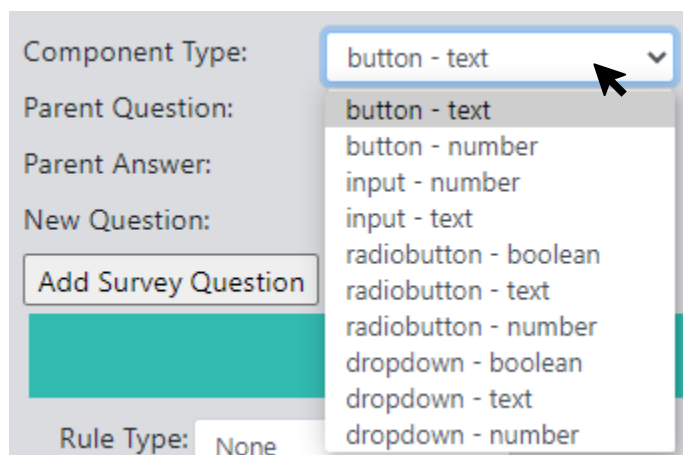 Component Type: button - text
Parent Question: button - text
button - number
Parent Answer: input - number
New Question: input - text
radiobutton - boolean
Add Survey Question radiobutton - text
radiobutton - number
dropdown - boolean
dropdown - text
Rule Type: None dropdown - number